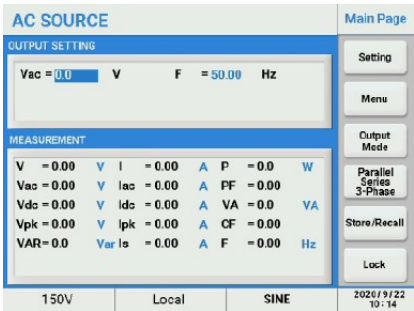 AC SOURCE
Main Page
OUTPUT SETTING
Vac = 0.0 V F = 50.00 Hz
Setting
Menu
Output
Mode
MEASUREMENT
V = 0.00 V I = 0.00 A P = 0.0 W
Vac = 0.00 V Iac = 0.00 A PF = 0.00
Vdc = 0.00 V Idc = 0.00 A VA = 0.0 VA
Vpk = 0.00 V Ipk = 0.00 A CF = 0.00
VAR= 0.0 Var Is = 0.00 A F = 0.00 Hz
Parallel
Series
3-Phase
Store/Recall
Lock
150V Local SINE
2020/9/22
10:14